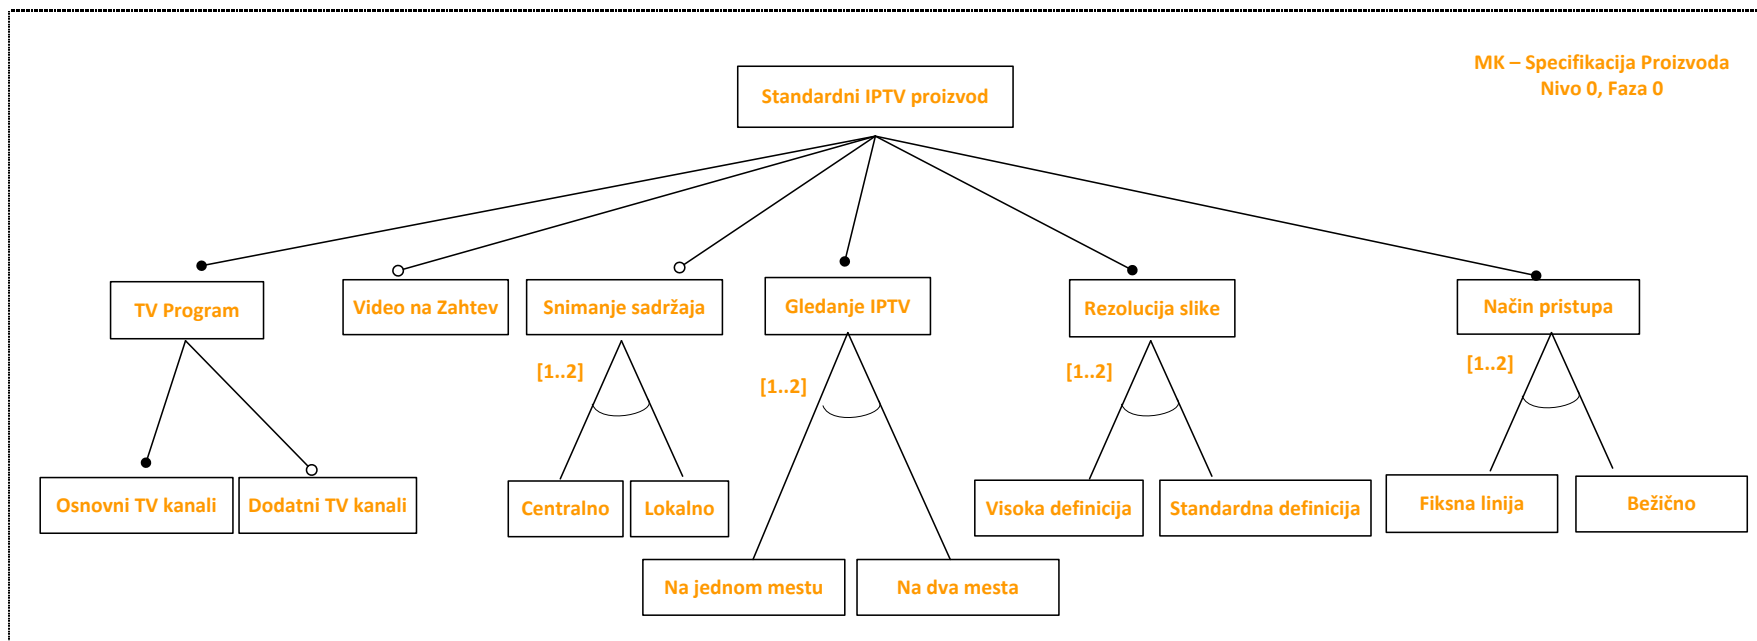 MK – Specifikacija Proizvoda
Nivo 0, Faza 0
Standardni IPTV proizvod
TV Program
Video na Zahtev
Snimanje sadržaja
Gledanje IPTV
Rezolucija slike
Način pristupa
[1..2]
[1..2]
[1..2]
[1..2]
Osnovni TV kanali
Dodatni TV kanali
Centralno
Lokalno
Visoka definicija
Standardna definicija
Fiksna linija
Bežično
Na jednom mestu
Na dva mesta